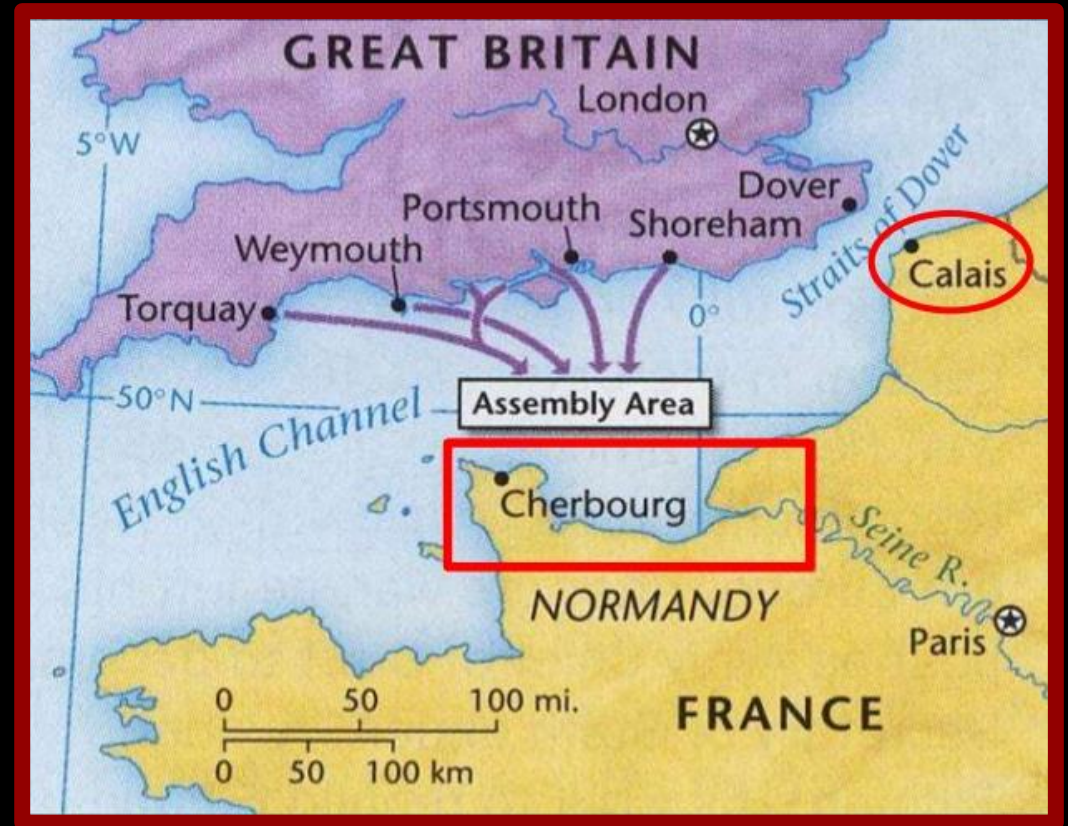 GREAT BRITAIN
London
5°W
Dover
Portsmouth
Shoreham
Weymouth
Straits of Dover
Calais
Torquay
0°
50°N
Assembly Area
English Channel
Cherbourg
Seine R.
NORMANDY
Paris
0 50 100 mi.
FRANCE
0 50 100 km